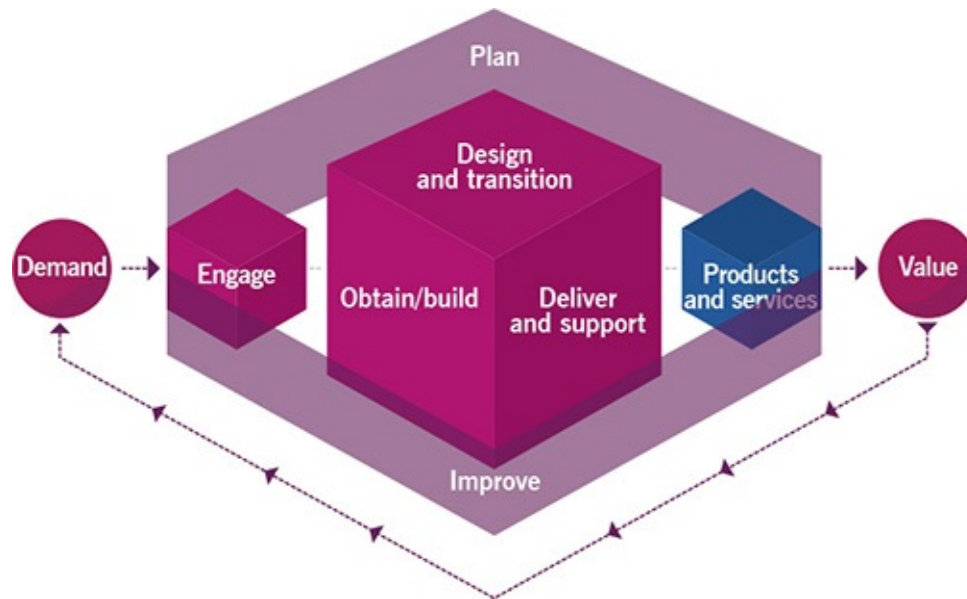 Plan
Design
and transition
Demand
Engage
Obtain/build
Deliver
and support
Products
and services
Value
Improve